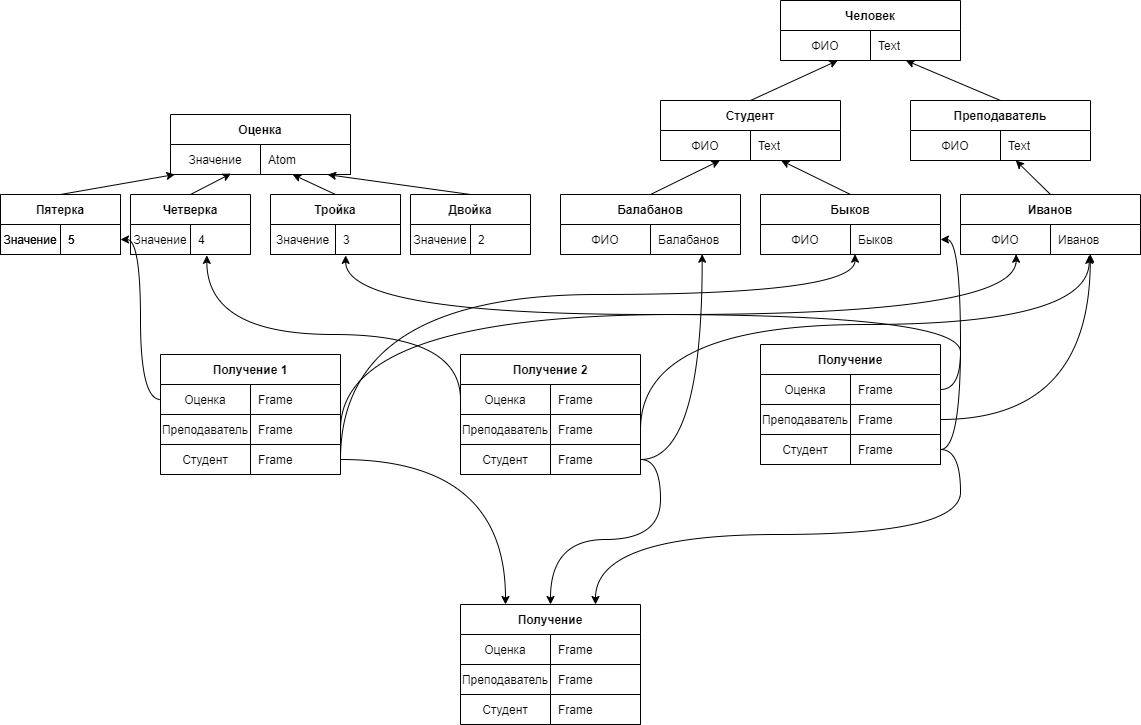 Человек
ФИО Text
Студент
ФИО Text
Преподаватель
ФИО Text
Оценка
Значение Atom
Пятерка
Значение 5
Четверка
Значение 4
Тройка
Значение 3
Двойка
Значение 2
Балабанов
ФИО Балабанов
Быков
ФИО Быков
Иванов
ФИО Иванов
Получение 1
Оценка Frame
Преподаватель Frame
Студент Frame
Получение 2
Оценка Frame
Преподаватель Frame
Студент Frame
Получение
Оценка Frame
Преподаватель Frame
Студент Frame
Получение
Оценка Frame
Преподаватель Frame
Студент Frame